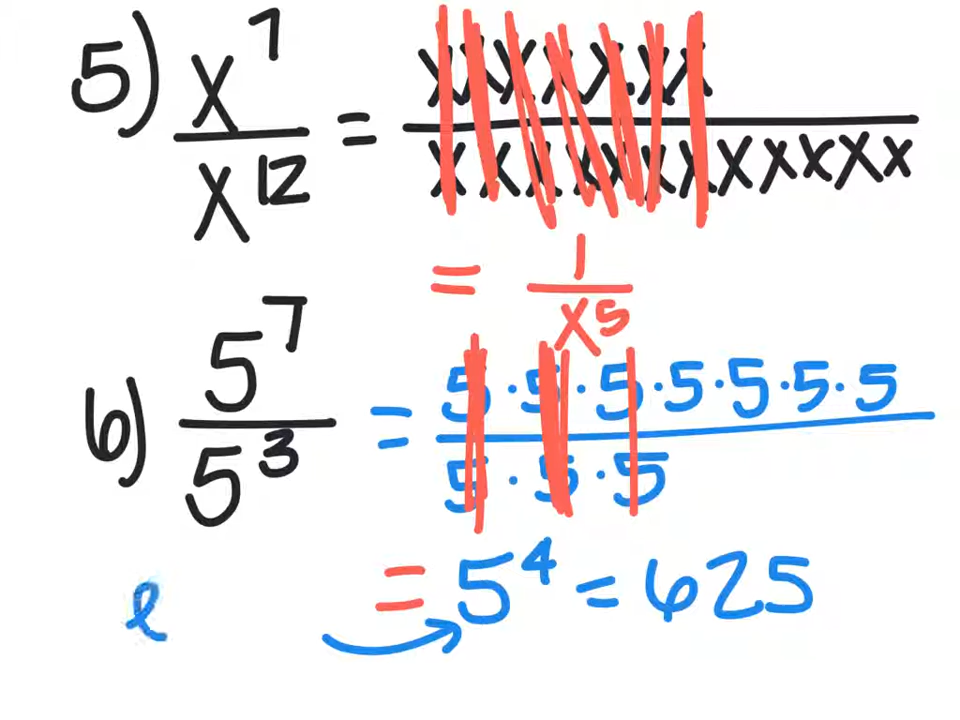 5) x^7 / x^12 = xxxxxxx / xxxxxxxxxxxx
= 1 / x^5
6) 5^7 / 5^3 = 5·5·5·5·5·5·5 / 5·5·5
= 5^4 = 625